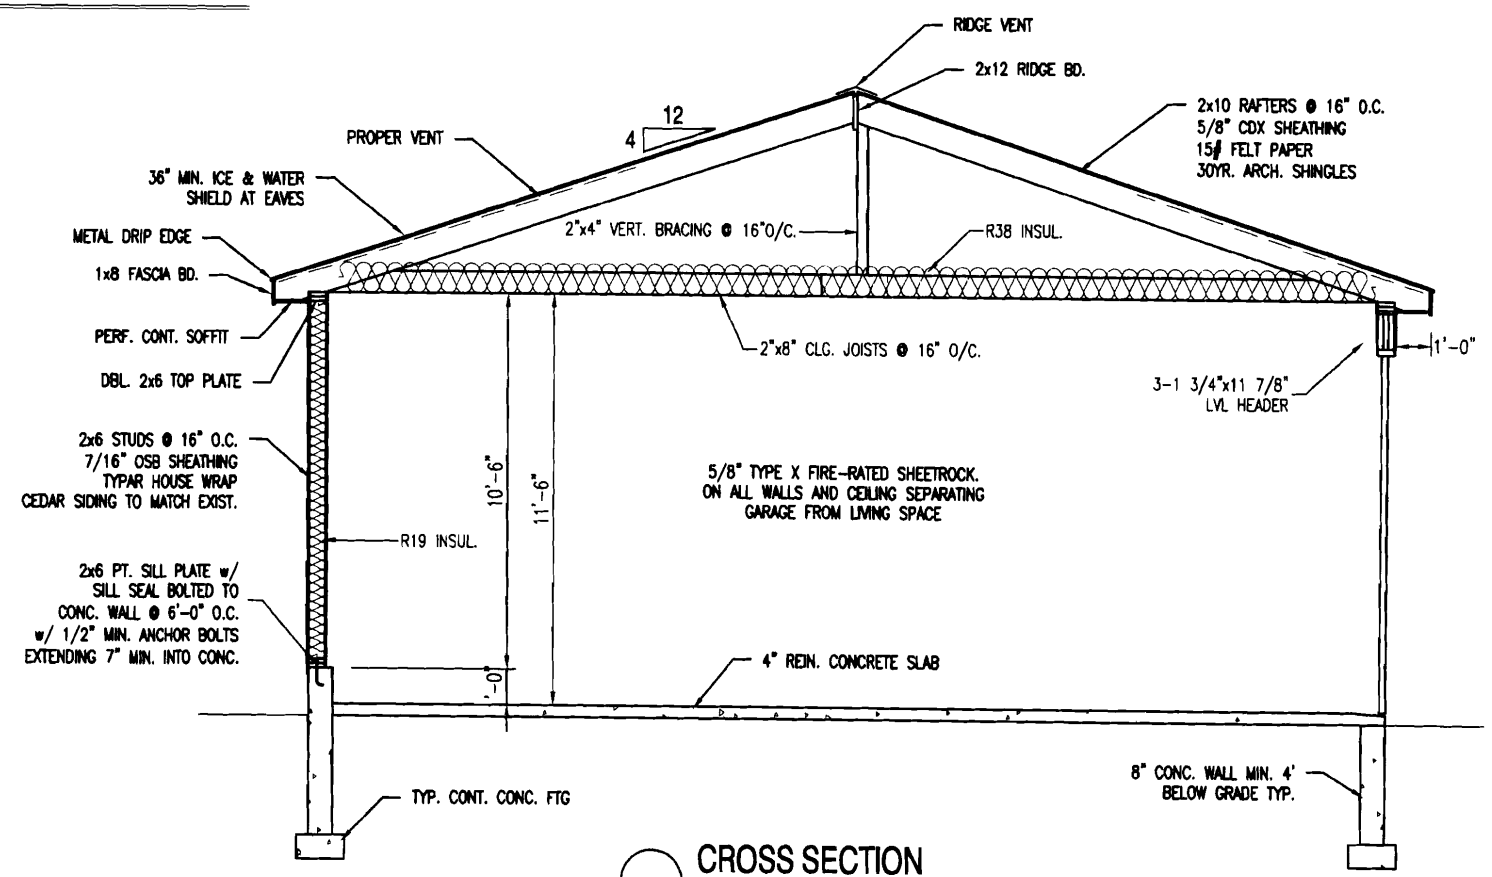 RIDGE VENT
2x12 RIDGE BD.
12
4
2x10 RAFTERS @ 16" O.C.
5/8" CDX SHEATHING
15# FELT PAPER
30YR. ARCH. SHINGLES
PROPER VENT
36" MIN. ICE & WATER
SHIELD AT EAVES
METAL DRIP EDGE
1x8 FASCIA BD.
2"x4" VERT. BRACING @ 16"O/C.
R38 INSUL.
PERF. CONT. SOFFIT
2"x8" CLG. JOISTS @ 16" O/C.
1'-0"
DBL. 2x6 TOP PLATE
3-1 3/4"x11 7/8"
LVL HEADER
2x6 STUDS @ 16" O.C.
7/16" OSB SHEATHING
TYPAR HOUSE WRAP
CEDAR SIDING TO MATCH EXIST.
10'-6"
11'-6"
5/8" TYPE X FIRE-RATED SHEETROCK.
ON ALL WALLS AND CEILING SEPARATING
GARAGE FROM LIVING SPACE
R19 INSUL.
2x6 PT. SILL PLATE w/
SILL SEAL BOLTED TO
CONC. WALL @ 6'-0" O.C.
w/ 1/2" MIN. ANCHOR BOLTS
EXTENDING 7" MIN. INTO CONC.
'-0"
4" REIN. CONCRETE SLAB
8" CONC. WALL MIN. 4'
BELOW GRADE TYP.
TYP. CONT. CONC. FTG
CROSS SECTION